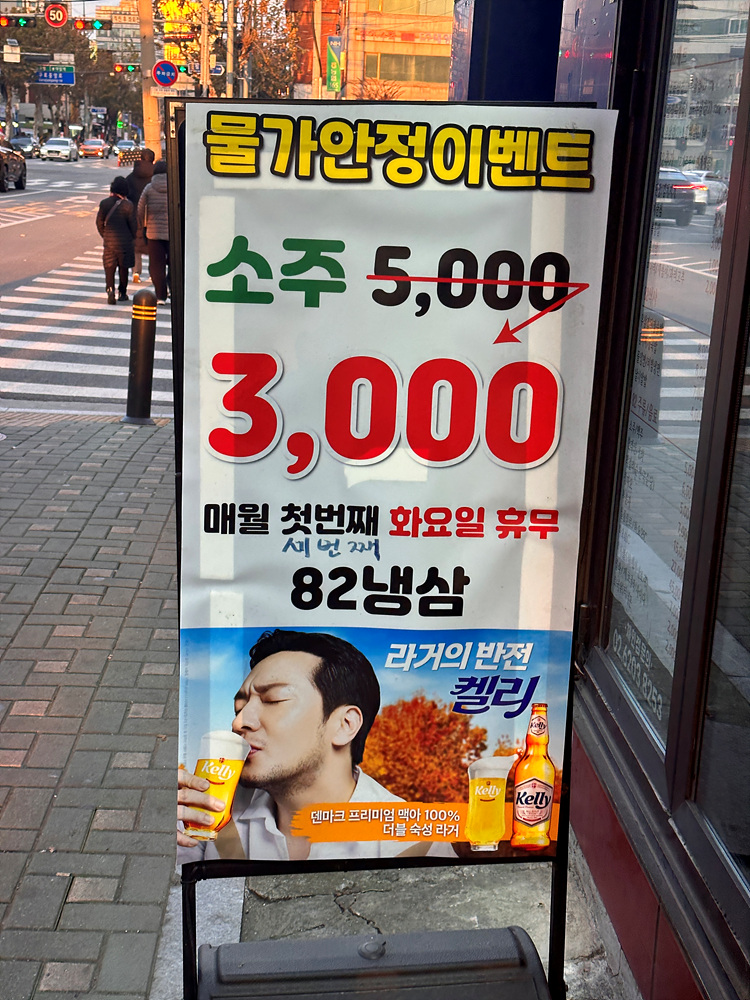 50
NH
물가안정이벤트
소주 5,000
3,000
매월 첫번째 화요일 휴무
세번째
82냉삼
라거의 반전
켈리
Kelly
Kelly
Kelly
Kelly
덴마크 프리미엄 맥아 100%
더블 숙성 라거